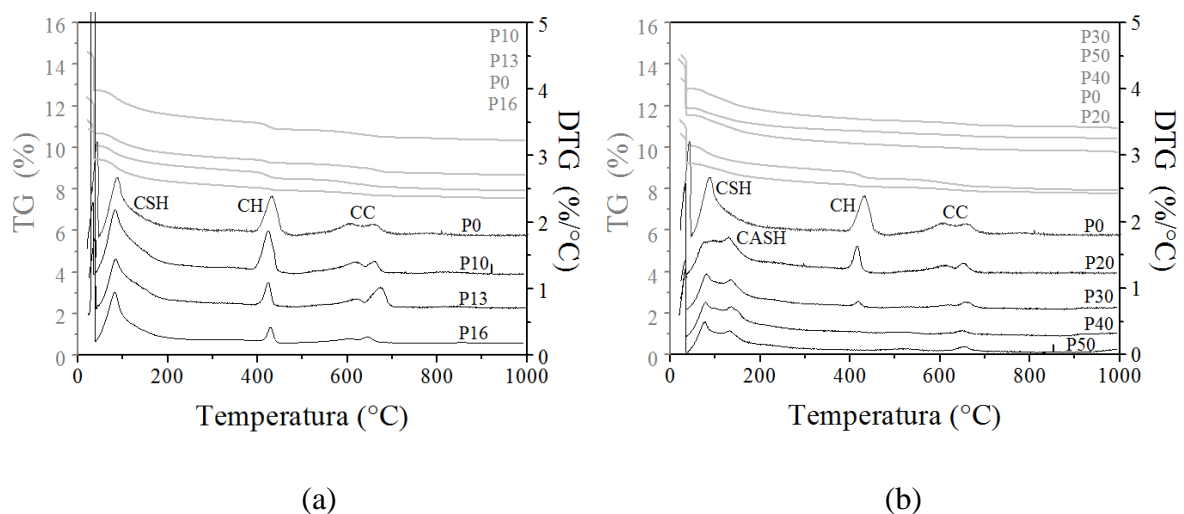 16
14
12
10
8
6
4
2
0
TG (%)
5
4
3
2
1
0
DTG (%/°C)
P10
P13
P0
P16
CSH
CH
CC
P0
P10
P13
P16
0 200 400 600 800 1000
Temperatura (°C)
(a)
16
14
12
10
8
6
4
2
0
TG (%)
5
4
3
2
1
0
DTG (%/°C)
P30
P50
P40
P0
P20
CSH
CH
CC
CASH
P0
P20
P30
P40
P50
0 200 400 600 800 1000
Temperatura (°C)
(b)